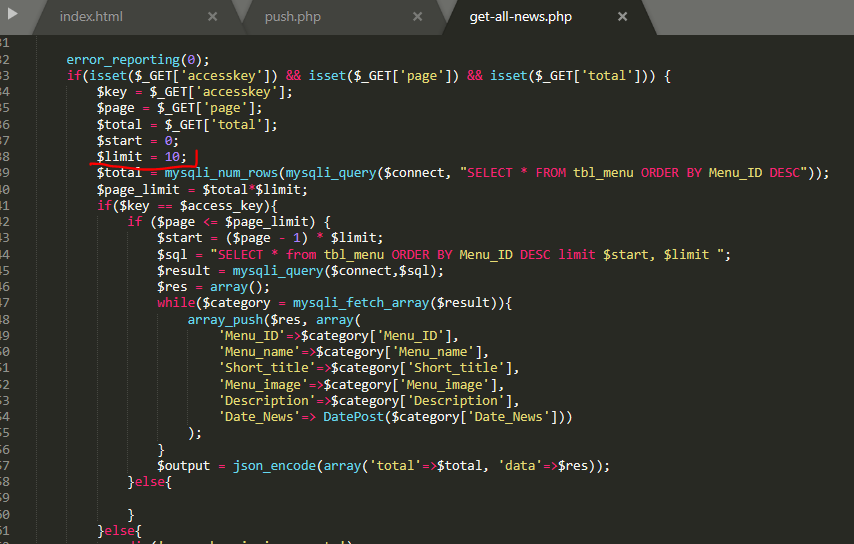 index.html × push.php × get-all-news.php ×
31
32 error_reporting(0);
33 if(isset($_GET['accesskey']) && isset($_GET['page']) && isset($_GET['total'])) {
34 $key = $_GET['accesskey'];
35 $page = $_GET['page'];
36 $total = $_GET['total'];
37 $start = 0;
38 $limit = 10;
39 $total = mysqli_num_rows(mysqli_query($connect, "SELECT * FROM tbl_menu ORDER BY Menu_ID DESC"));
40 $page_limit = $total*$limit;
41 if($key == $access_key){
42 if ($page <= $page_limit) {
43 $start = ($page - 1) * $limit;
44 $sql = "SELECT * from tbl_menu ORDER BY Menu_ID DESC limit $start, $limit ";
45 $result = mysqli_query($connect,$sql);
46 $res = array();
47 while($category = mysqli_fetch_array($result)){
48 array_push($res, array(
49 'Menu_ID'=>$category['Menu_ID'],
50 'Menu_name'=>$category['Menu_name'],
51 'Short_title'=>$category['Short_title'],
52 'Menu_image'=>$category['Menu_image'],
53 'Description'=>$category['Description'],
54 'Date_News'=> DatePost($category['Date_News']))
55 );
56 }
57 $output = json_encode(array('total'=>$total, 'data'=>$res));
58 }else{
59
60 }
61 }else{